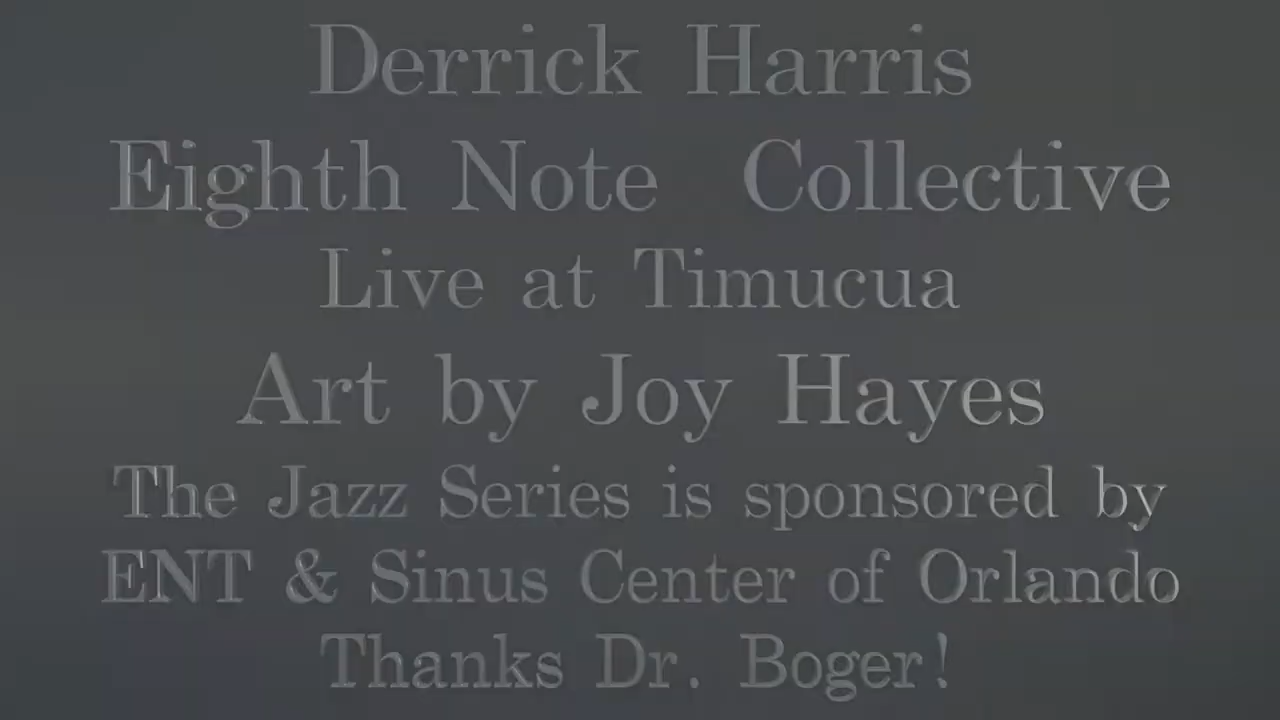 Derrick Harris
Eighth Note Collective
Live at Timucua
Art by Joy Hayes
The Jazz Series is sponsored by
ENT & Sinus Center of Orlando
Thanks Dr. Boger!